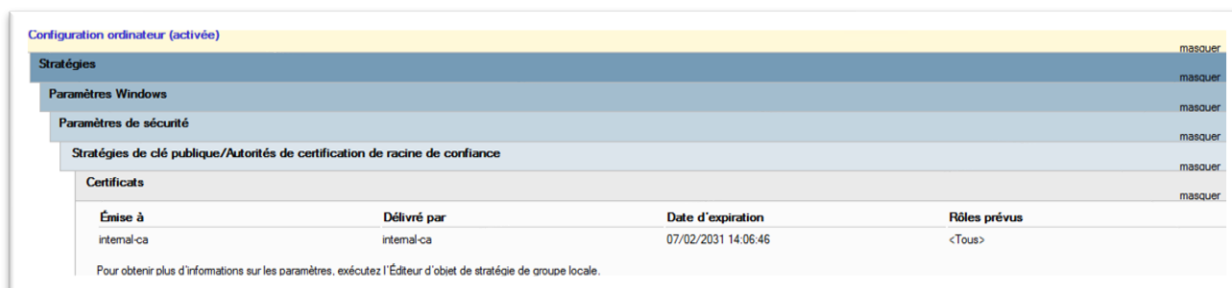 Configuration ordinateur (activée)
masquer
Stratégies
masquer
Paramètres Windows
masquer
Paramètres de sécurité
masquer
Stratégies de clé publique/Autorités de certification de racine de confiance
masquer
Certificats
masquer
Émise à Délivré par Date d'expiration Rôles prévus
internal-ca internal-ca 07/02/2031 14:06:46 <Tous>
Pour obtenir plus d'informations sur les paramètres, exécutez l'Éditeur d'objet de stratégie de groupe locale.